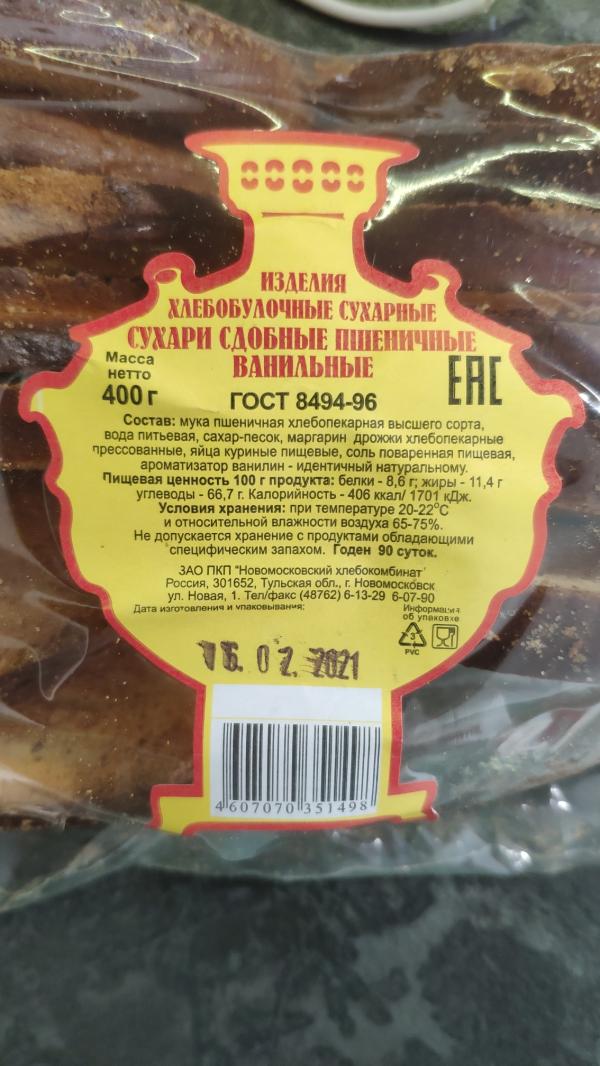 ИЗДЕЛИЯ
ХЛЕБОБУЛОЧНЫЕ СУХАРНЫЕ
СУХАРИ СДОБНЫЕ ПШЕНИЧНЫЕ
ВАНИЛЬНЫЕ
Масса
нетто
400 г
ГОСТ 8494-96
EAC
Состав: мука пшеничная хлебопекарная высшего сорта,
вода питьевая, сахар-песок, маргарин дрожжи хлебопекарные
прессованные, яйца куриные пищевые, соль поваренная пищевая,
ароматизатор ванилин - идентичный натуральному.
Пищевая ценность 100 г продукта: белки - 8,6 г; жиры - 11,4 г
углеводы - 66,7 г. Калорийность - 406 ккал/ 1701 кДж.
Условия хранения: при температуре 20-22°С
и относительной влажности воздуха 65-75%.
Не допускается хранение с продуктами обладающими
специфическим запахом. Годен 90 суток.
ЗАО ПКП "Новомосковский хлебокомбинат"
Россия, 301652, Тульская обл., г. Новомосковск
ул. Новая, 1. Тел/факс (48762) 6-13-29 6-07-90
Дата изготовления и упаковывания:
Информация
об упаковке
3
PVC
16.02.2021
4 607070 351498